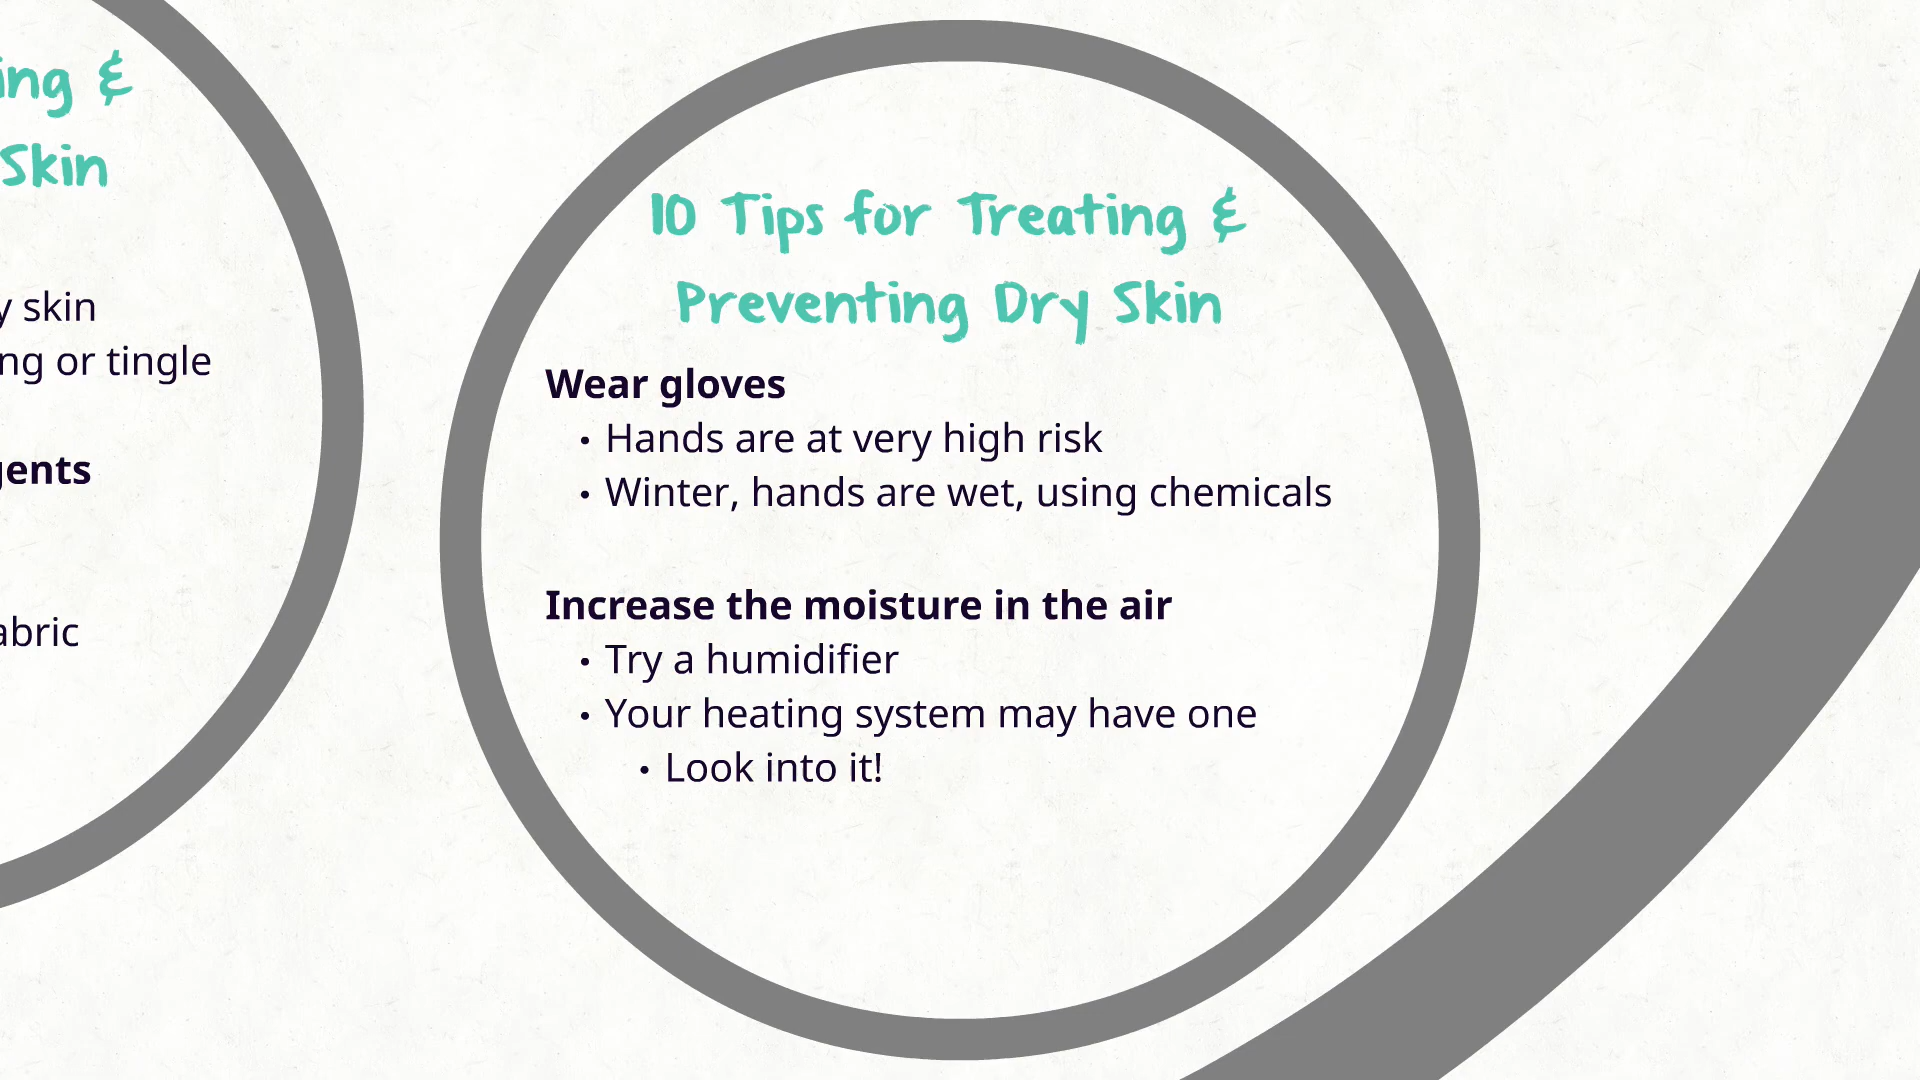 ing &
Skin
y skin
ng or tingle
gents
abric
10 Tips for Treating &
Preventing Dry Skin
Wear gloves
• Hands are at very high risk
• Winter, hands are wet, using chemicals
Increase the moisture in the air
• Try a humidifier
• Your heating system may have one
• Look into it!